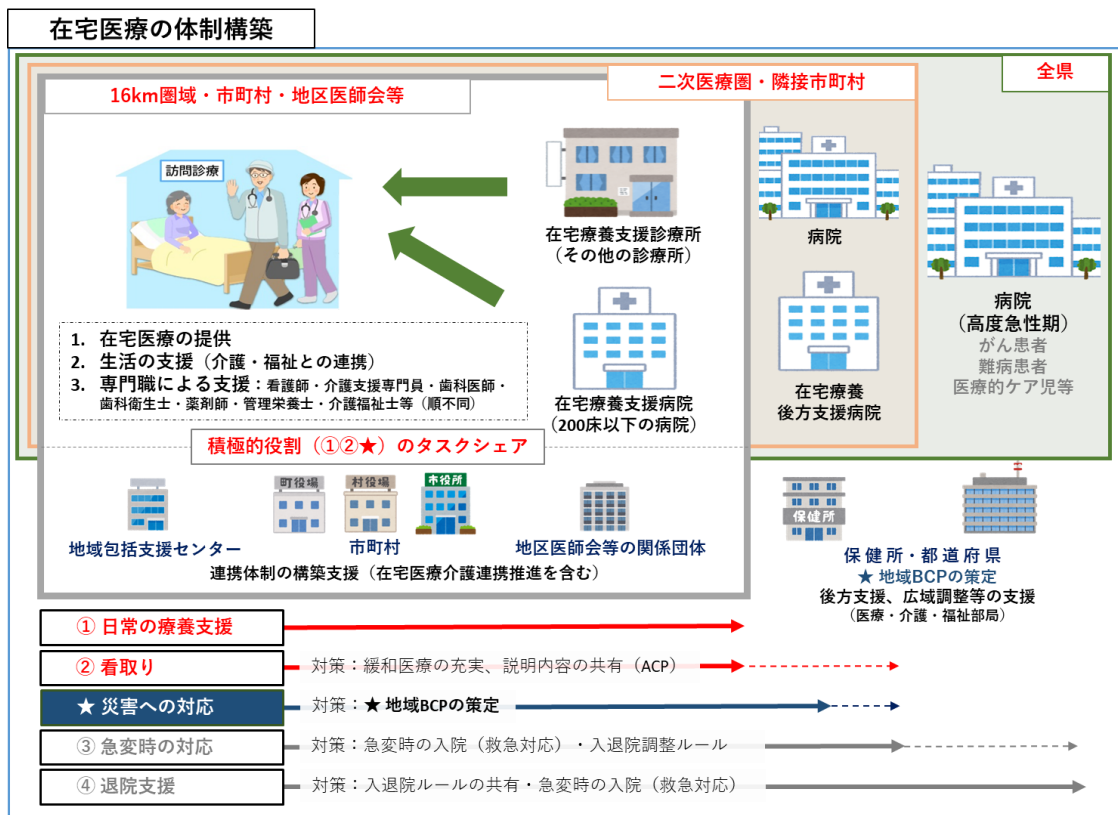 在宅医療の体制構築
全県
二次医療圏・隣接市町村
16km圏域・市町村・地区医師会等
訪問診療
在宅療養支援診療所
（その他の診療所）
病院
病院
（高度急性期）
がん患者
難病患者
医療的ケア児等
1. 在宅医療の提供
2. 生活の支援（介護・福祉との連携）
3. 専門職による支援：看護師・介護支援専門員・歯科医師・
歯科衛生士・薬剤師・管理栄養士・介護福祉士等（順不同）
在宅療養支援病院
（200床以下の病院）
在宅療養
後方支援病院
積極的役割（①②★）のタスクシェア
町役場
村役場
市役所
保健所
地域包括支援センター
市町村
地区医師会等の関係団体
連携体制の構築支援（在宅医療介護連携推進を含む）
保健所・都道府県
★ 地域BCPの策定
後方支援、広域調整等の支援
（医療・介護・福祉部局）
① 日常の療養支援
② 看取り
対策：緩和医療の充実、説明内容の共有（ACP）
★ 災害への対応
対策：★ 地域BCPの策定
③ 急変時の対応
対策：急変時の入院（救急対応）・入退院調整ルール
④ 退院支援
対策：入退院ルールの共有・急変時の入院（救急対応）